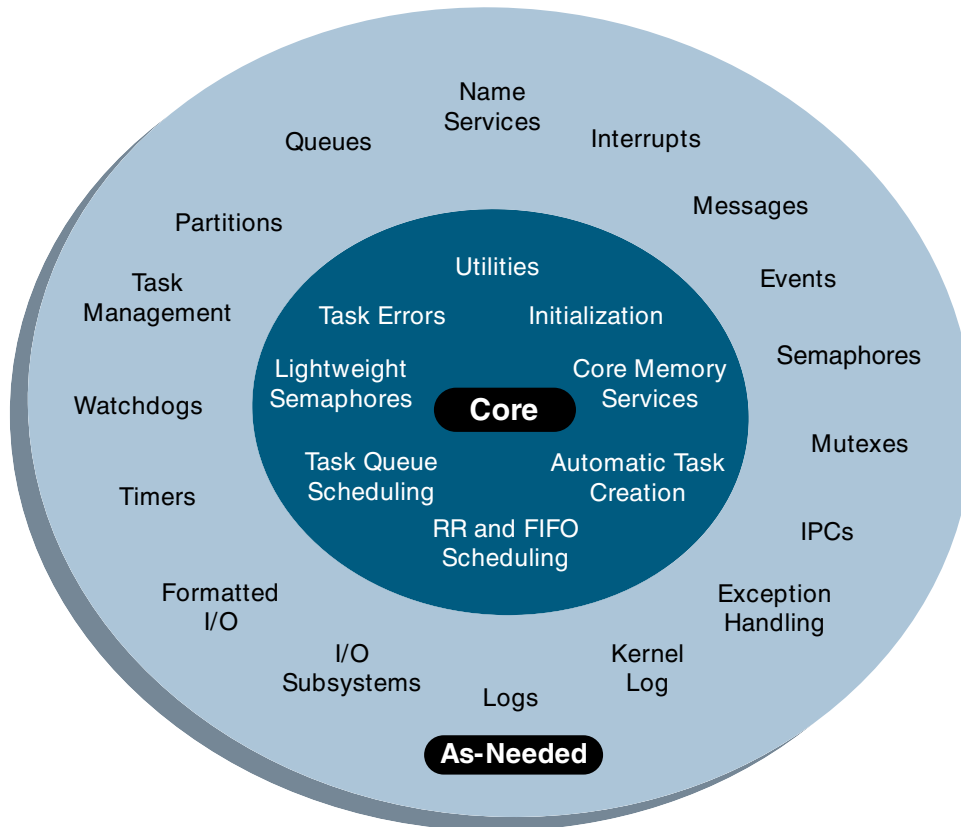 Name
Services
Queues
Interrupts
Messages
Partitions
Events
Task
Management
Semaphores
Watchdogs
Mutexes
Timers
IPCs
Formatted
I/O
Exception
Handling
I/O
Subsystems
Kernel
Log
Logs
As-Needed
Utilities
Task Errors
Initialization
Lightweight
Semaphores
Core Memory
Services
Core
Task Queue
Scheduling
Automatic Task
Creation
RR and FIFO
Scheduling